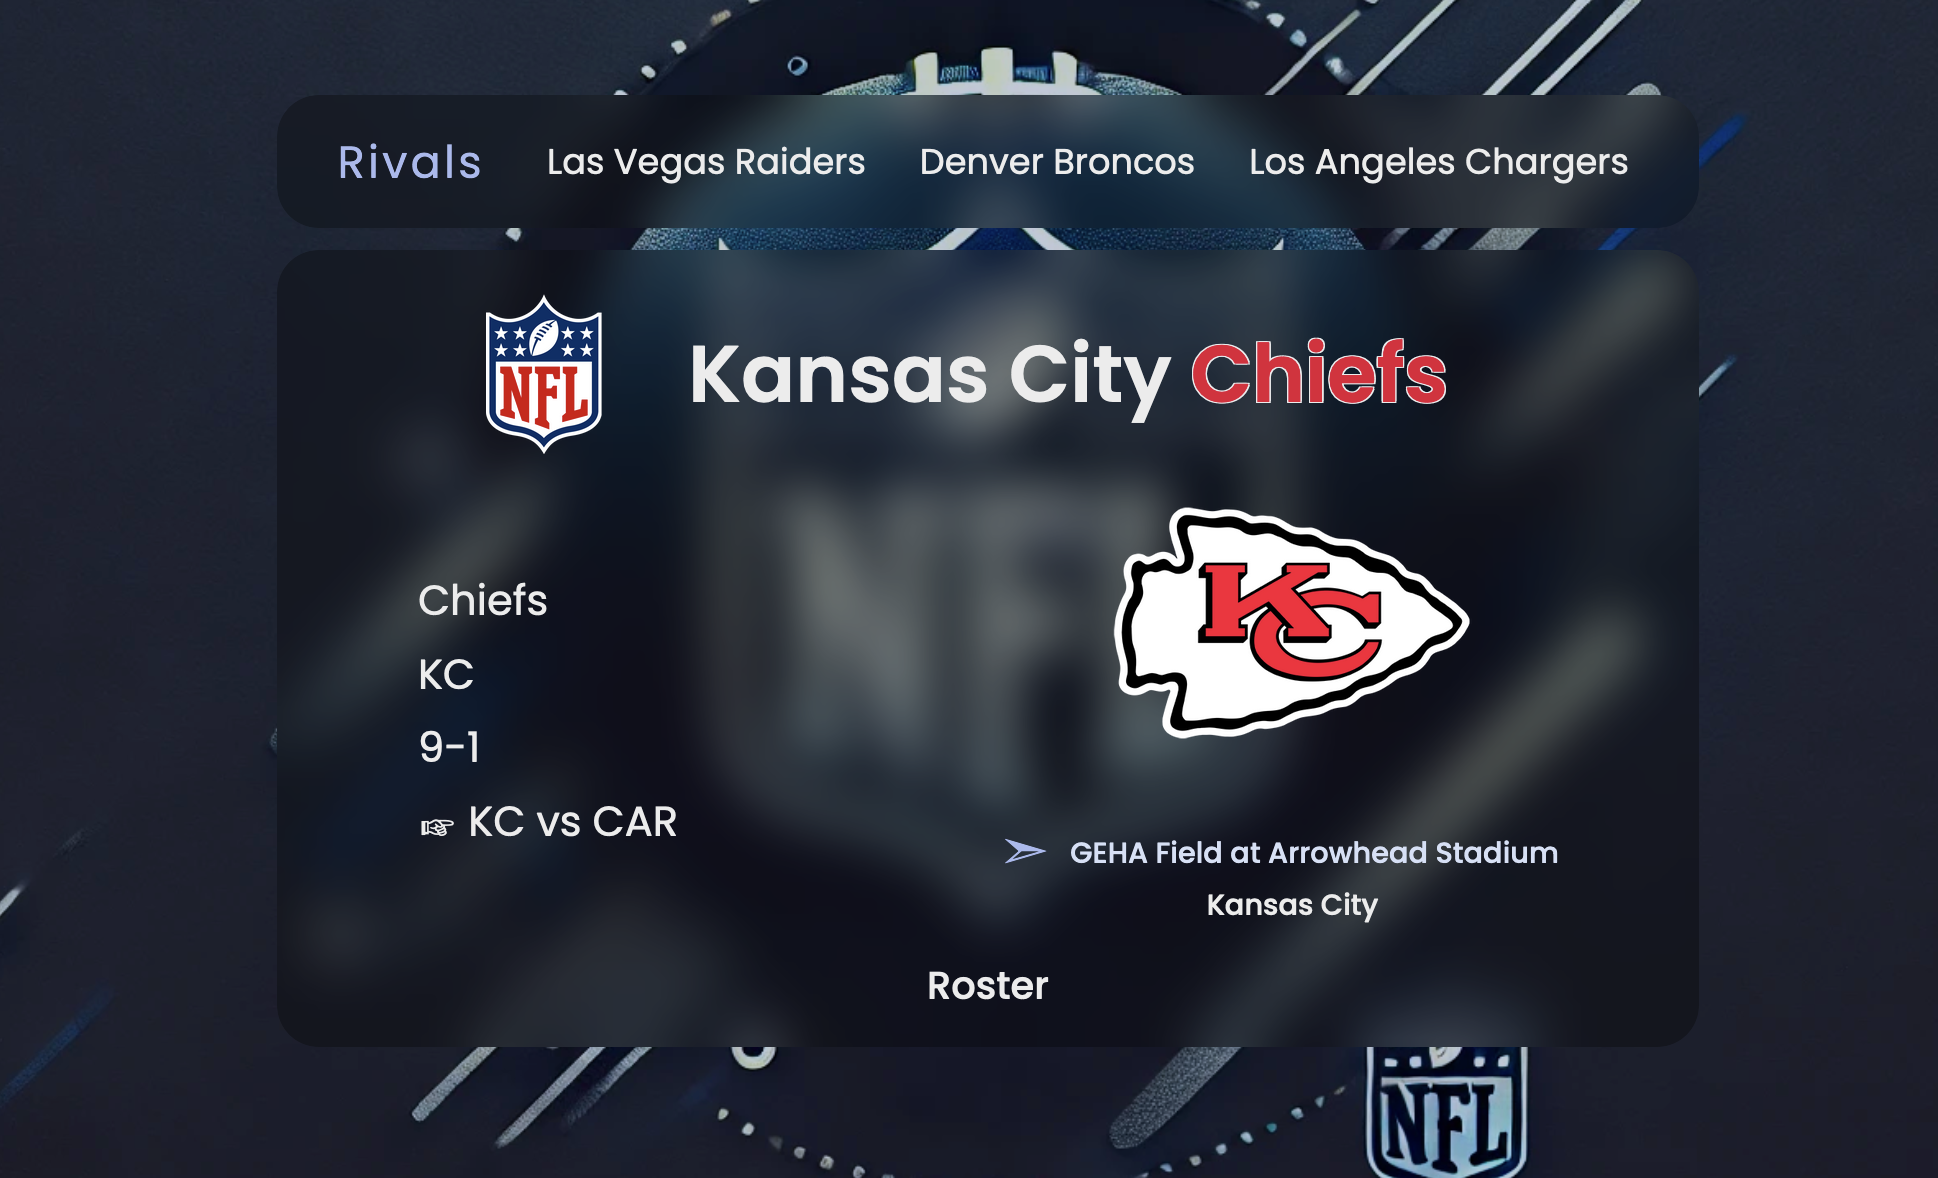 Rivals Las Vegas Raiders Denver Broncos Los Angeles Chargers
NFL
Kansas City Chiefs
Chiefs
KC
9-1
☞ KC vs CAR
KC
➢ GEHA Field at Arrowhead Stadium
Kansas City
Roster
NFL